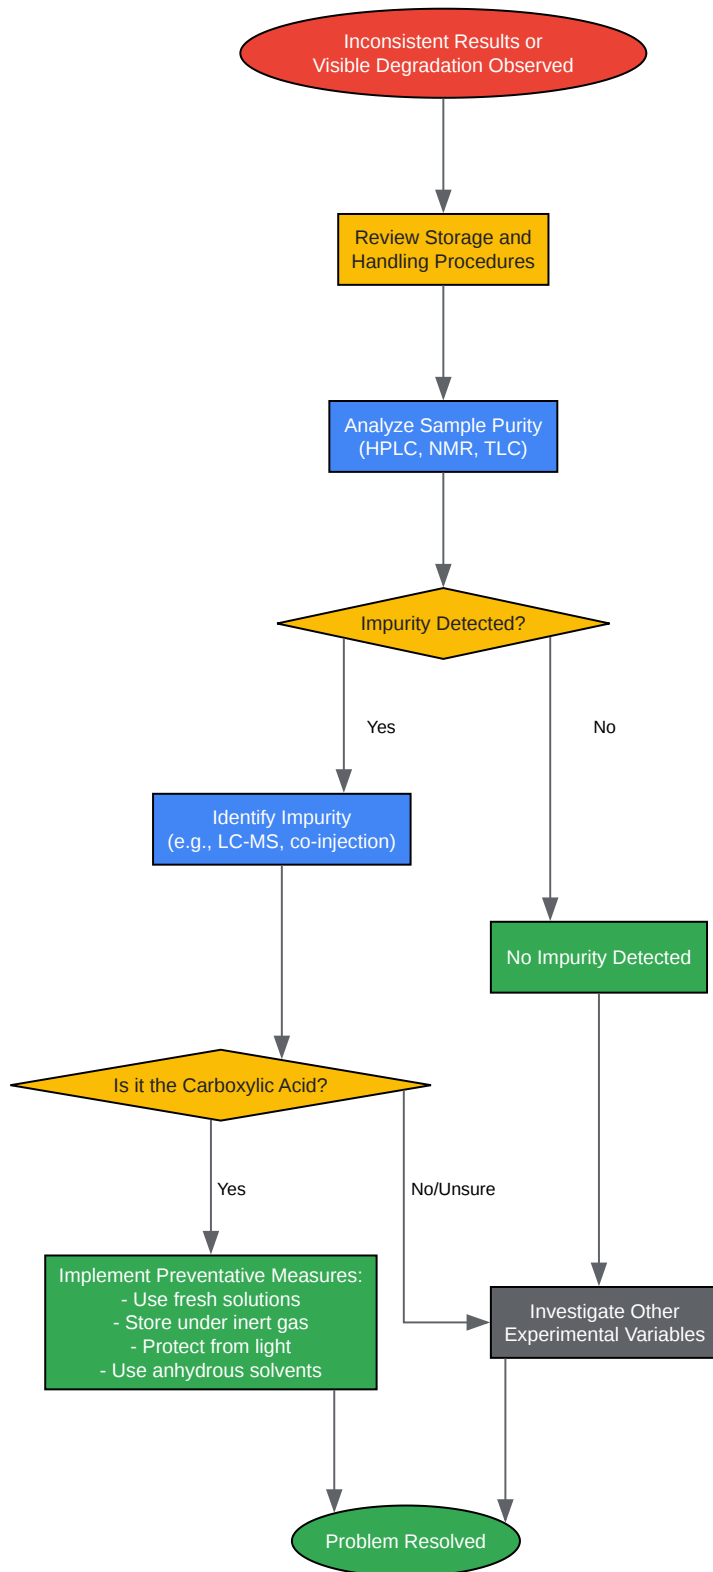 Inconsistent Results or
Visible Degradation Observed
Review Storage and
Handling Procedures
Analyze Sample Purity
(HPLC, NMR, TLC)
Impurity Detected?
Yes
No
Identify Impurity
(e.g., LC-MS, co-injection)
No Impurity Detected
Is it the Carboxylic Acid?
Yes
No/Unsure
Implement Preventative Measures:
- Use fresh solutions
- Store under inert gas
- Protect from light
- Use anhydrous solvents
Investigate Other
Experimental Variables
Problem Resolved